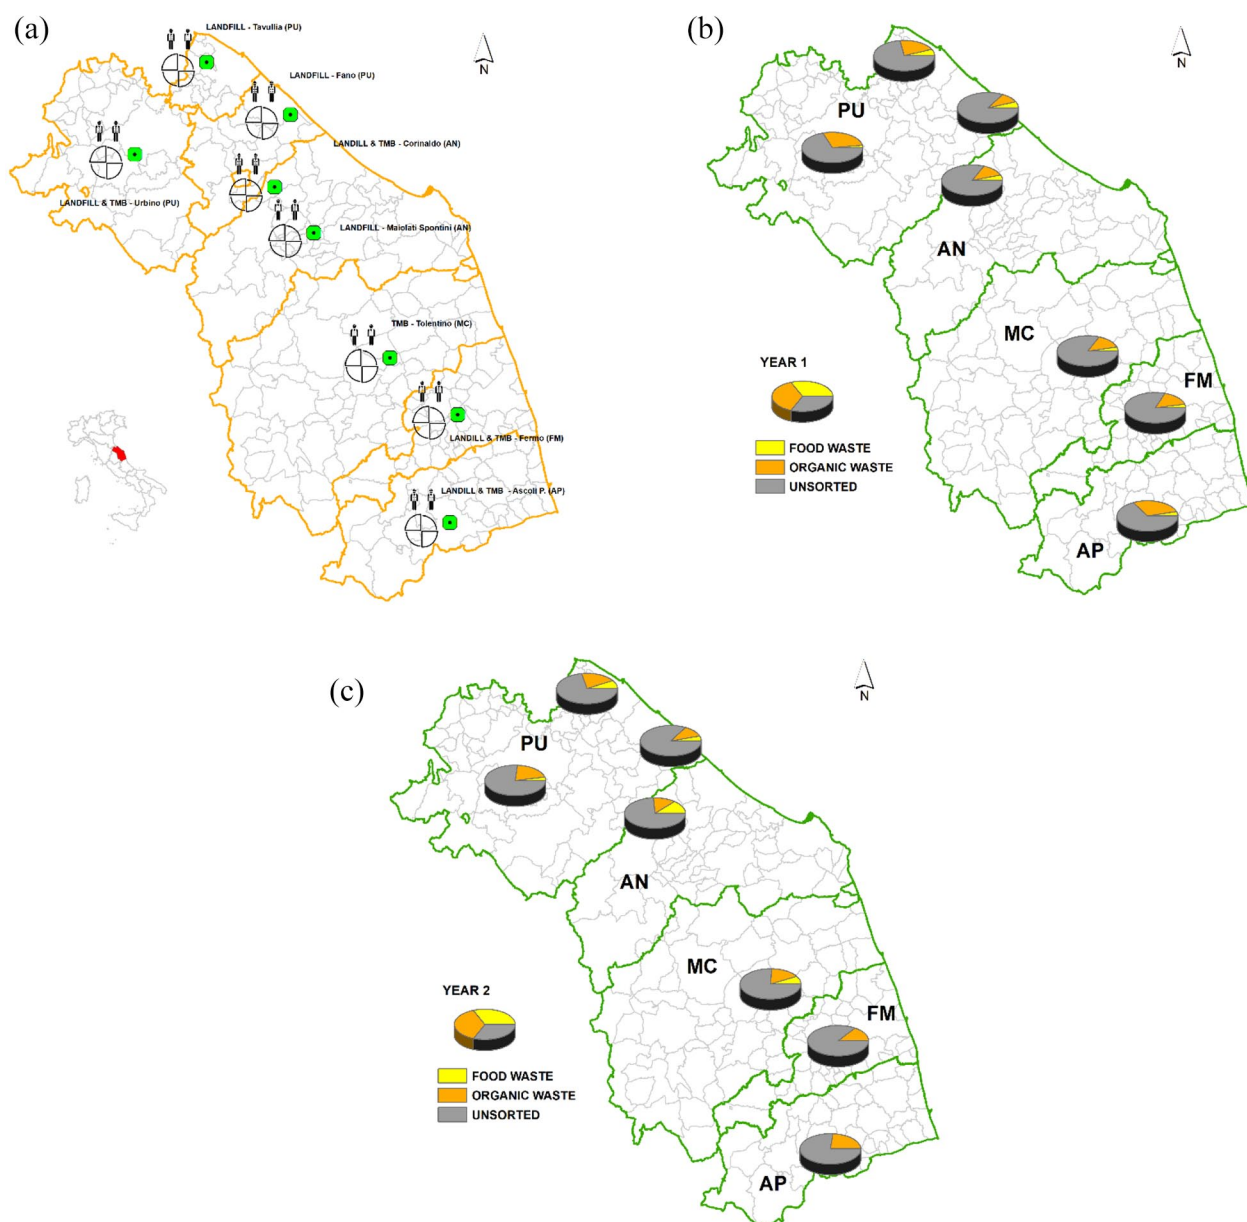 (a)
LANDFILL - Tavullia (PU)
N
LANDFILL - Fano (PU)
LANDILL & TMB - Corinaldo (AN)
LANDFILL & TMB - Urbino (PU)
LANDFILL - Maiolati Spontini (AN)
TMB - Tolentino (MC)
LANDILL & TMB - Fermo (FM)
LANDILL & TMB - Ascoli P. (AP)
(b)
N
PU
AN
MC
FM
AP
YEAR 1
FOOD WASTE
ORGANIC WASTE
UNSORTED
(c)
N
PU
AN
MC
FM
AP
YEAR 2
FOOD WASTE
ORGANIC WASTE
UNSORTED